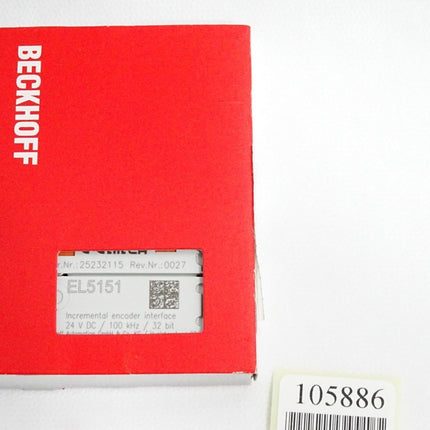 BECKHOFF
r.Nr.:25232115 Rev.Nr.:0027
EL5151
Incremental encoder interface
24 V DC / 100 kHz / 32 bit
105886